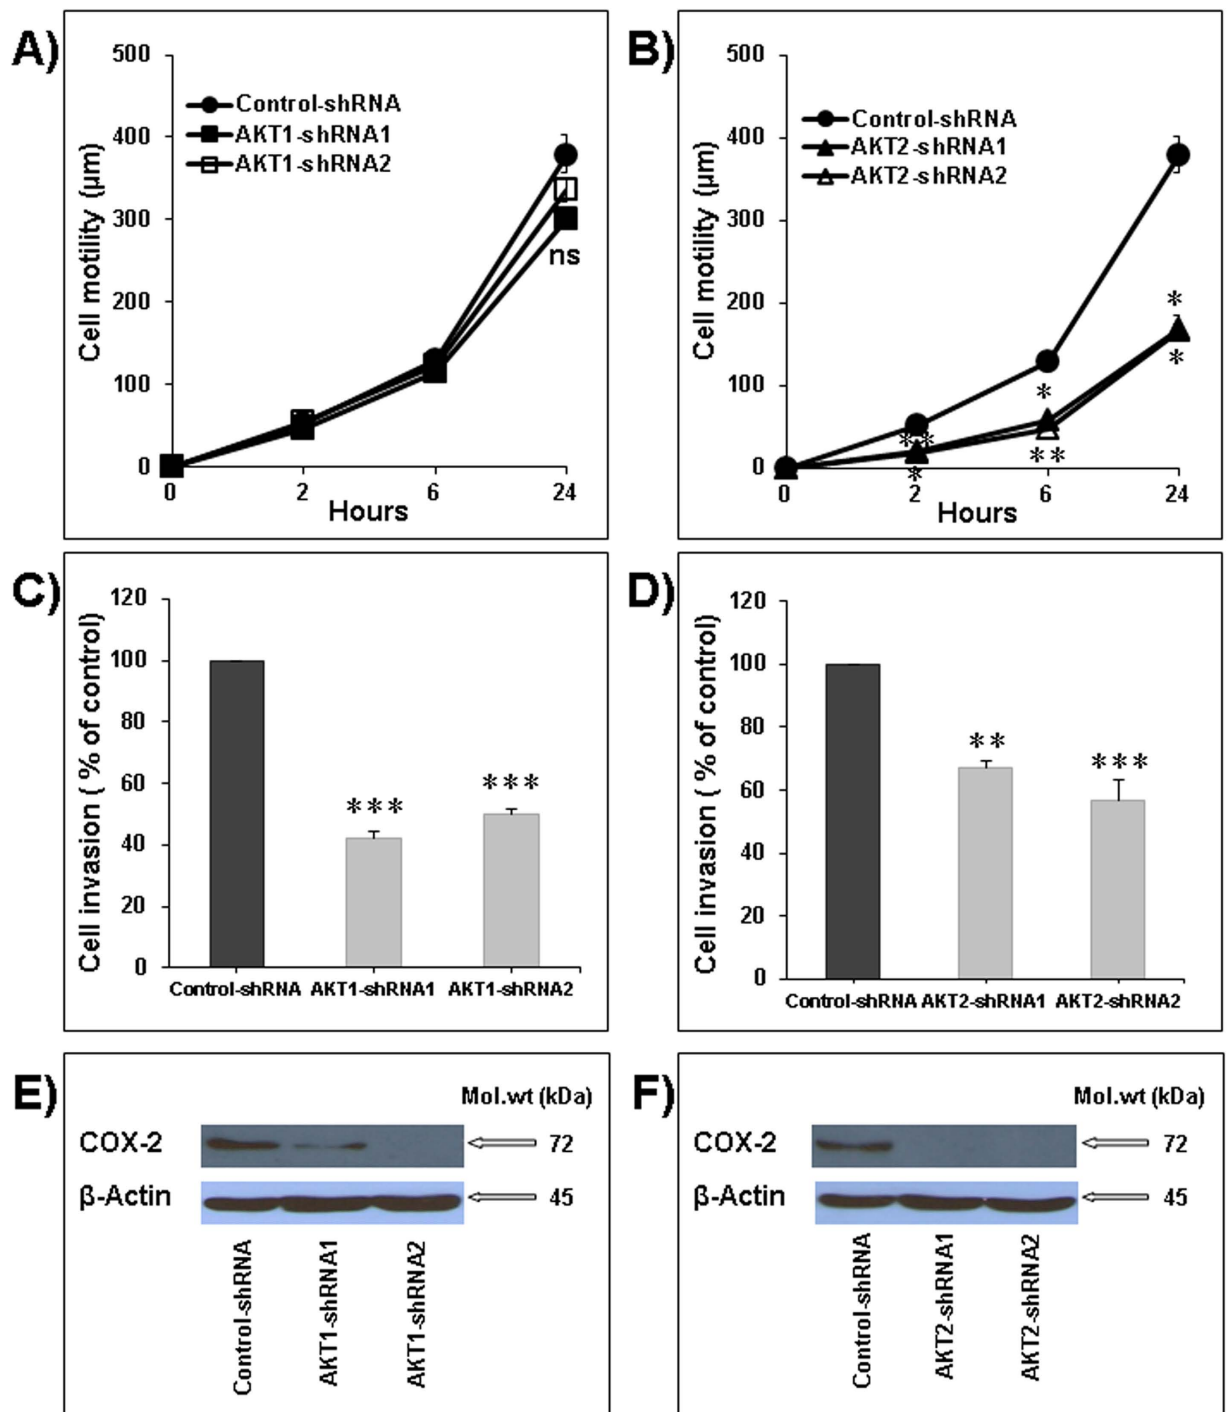 A)
500
400
300
200
100
0
Cell motility (µm)
Control-shRNA
AKT1-shRNA1
AKT1-shRNA2
ns
0 2 6 24
Hours
B)
500
400
300
200
100
0
Cell motility (µm)
Control-shRNA
AKT2-shRNA1
AKT2-shRNA2
**
*
*
**
*
*
0 2 6 24
Hours
C)
120
100
80
60
40
20
0
Cell invasion ( % of control)
***
***
Control-shRNA AKT1-shRNA1 AKT1-shRNA2
D)
120
100
80
60
40
20
0
Cell invasion ( % of control)
**
***
Control-shRNA AKT2-shRNA1 AKT2-shRNA2
E)
Mol.wt (kDa)
COX-2 72
β-Actin 45
Control-shRNA
AKT1-shRNA1
AKT1-shRNA2
F)
Mol.wt (kDa)
COX-2 72
β-Actin 45
Control-shRNA
AKT2-shRNA1
AKT2-shRNA2